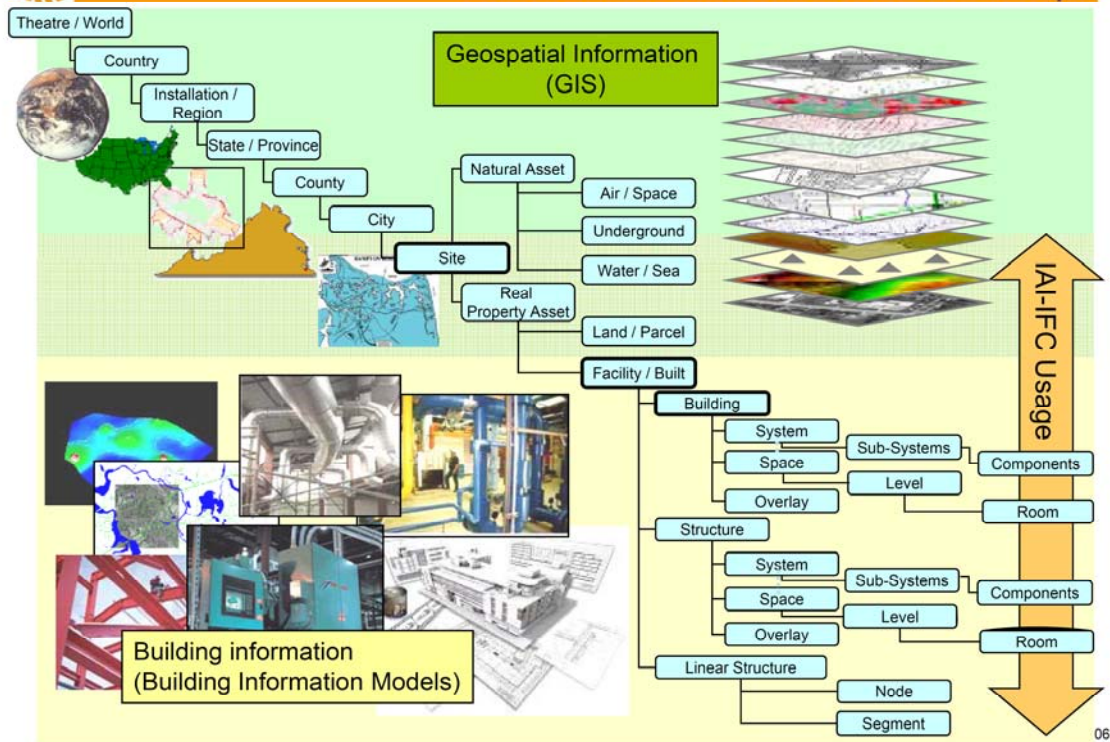 Theatre / World
Country
Installation /
Region
State / Province
County
City
Site
Geospatial Information
(GIS)
Natural Asset
Air / Space
Underground
Water / Sea
Real
Property Asset
Land / Parcel
Facility / Built
Building
System
Sub-Systems
Components
Space
Level
Room
Overlay
Structure
System
Sub-Systems
Components
Space
Level
Room
Overlay
Linear Structure
Node
Segment
IAI-IFC Usage
Building information
(Building Information Models)
06